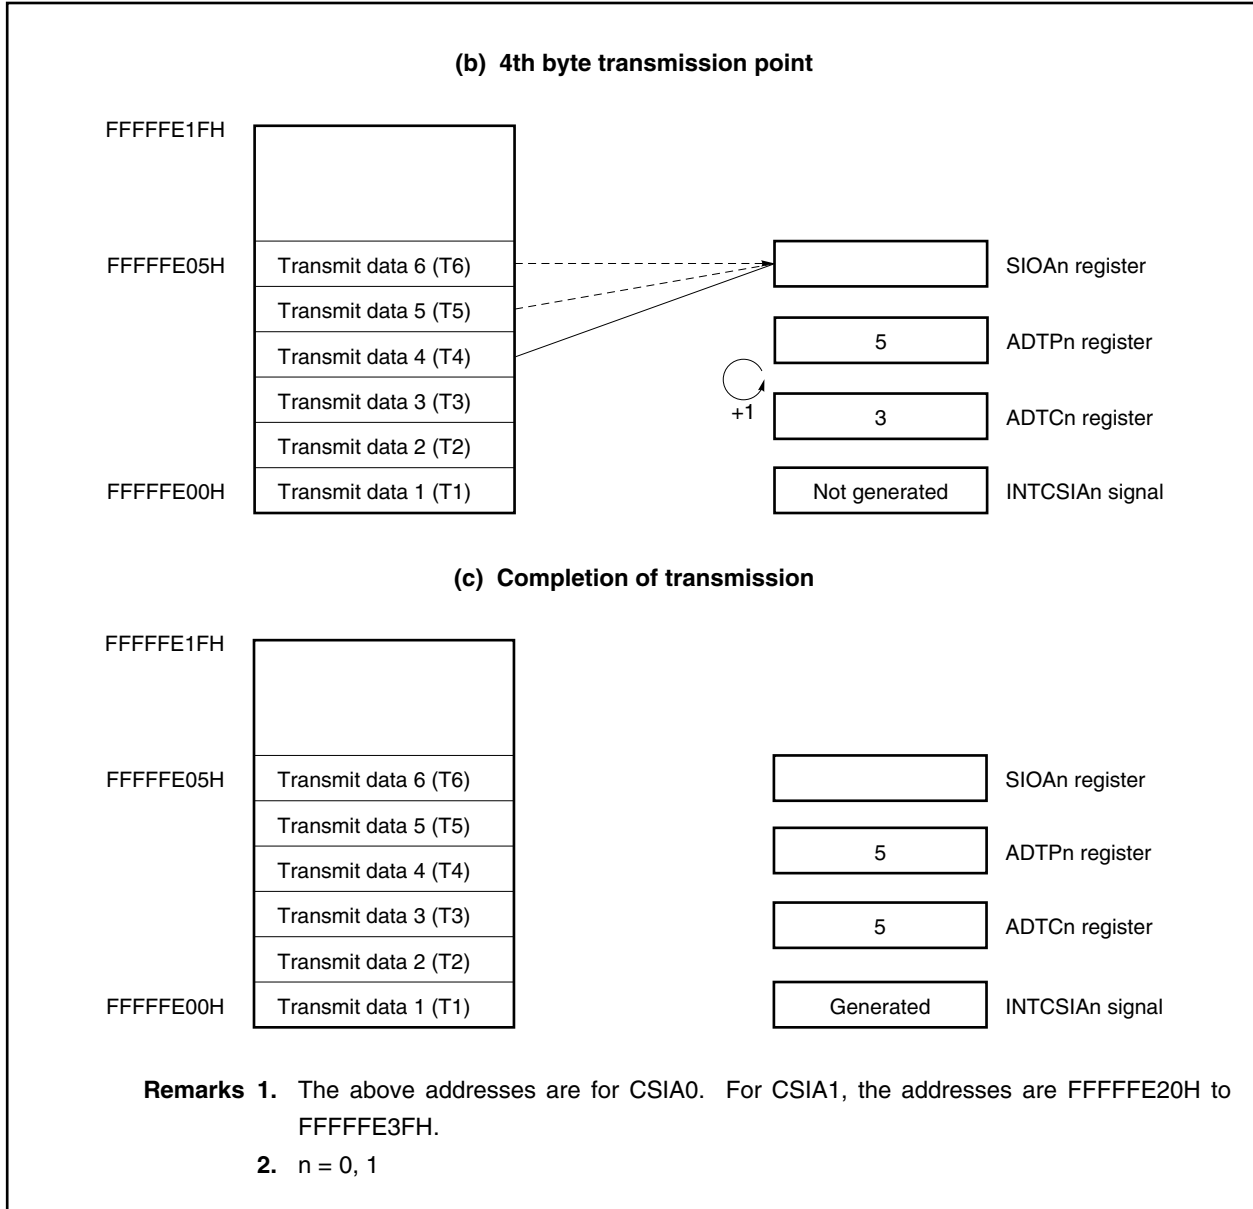 (b) 4th byte transmission point
FFFFFE1FH
FFFFFE05H
Transmit data 6 (T6)
SIOAn register
Transmit data 5 (T5)
5
ADTPn register
Transmit data 4 (T4)
Transmit data 3 (T3)
+1
3
ADTCn register
Transmit data 2 (T2)
FFFFFE00H
Transmit data 1 (T1)
Not generated
INTCSIAn signal
(c) Completion of transmission
FFFFFE1FH
FFFFFE05H
Transmit data 6 (T6)
SIOAn register
Transmit data 5 (T5)
5
ADTPn register
Transmit data 4 (T4)
Transmit data 3 (T3)
5
ADTCn register
Transmit data 2 (T2)
FFFFFE00H
Transmit data 1 (T1)
Generated
INTCSIAn signal
Remarks 1. The above addresses are for CSIA0. For CSIA1, the addresses are FFFFFE20H to
FFFFFE3FH.
2. n = 0, 1